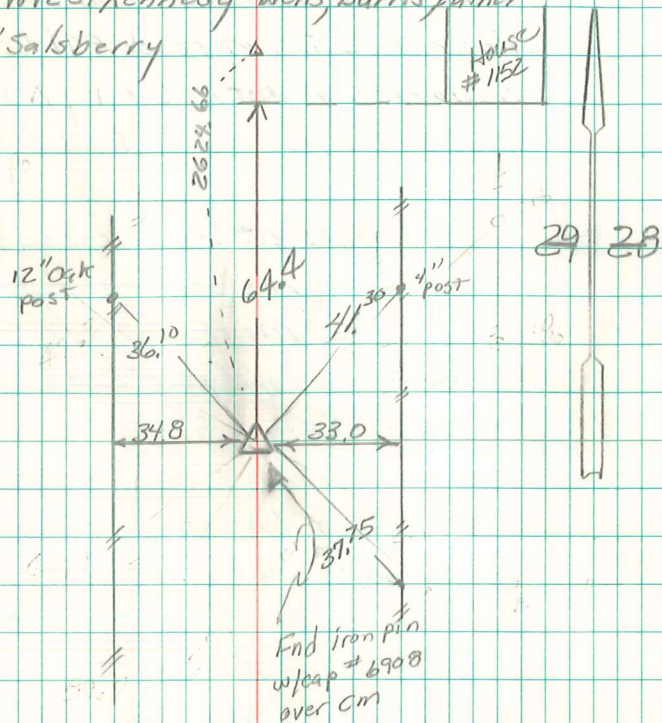 Kennedy
Salsberry
House
# 1152
2624.66
29 28
12" Oak
post
64.4
4"
post
41.30
36.10
34.8
33.0
37.75
Fnd iron pin
w/cap # 6908
over cm